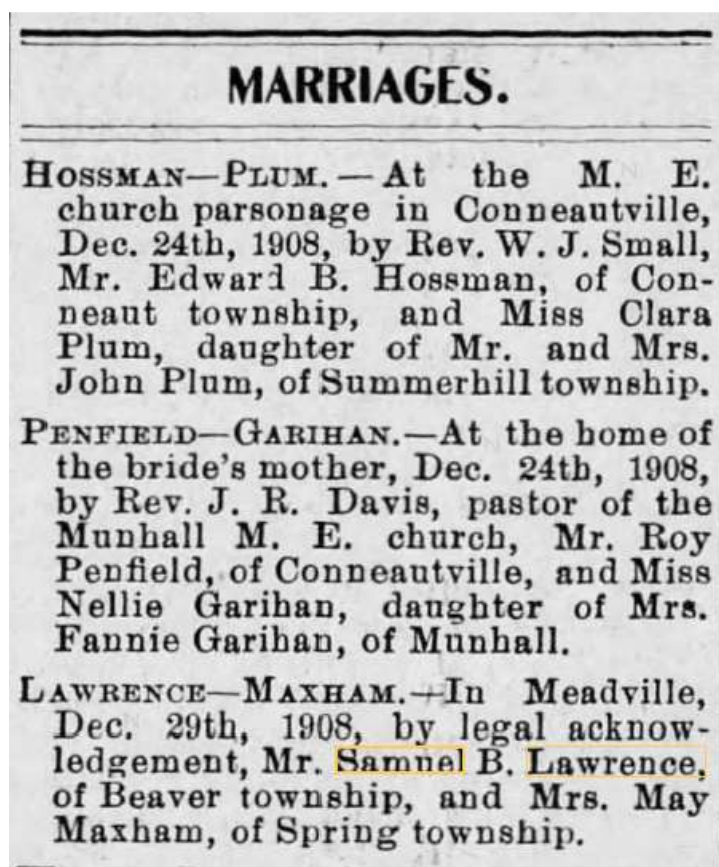 MARRIAGES.
HOSSMAN—PLUM.—At the M. E.
church parsonage in Conneautville,
Dec. 24th, 1908, by Rev. W. J. Small,
Mr. Edward B. Hossman, of Con-
neaut township, and Miss Clara
Plum, daughter of Mr. and Mrs.
John Plum, of Summerhill township.
PENFIELD—GARIHAN.—At the home of
the bride's mother, Dec. 24th, 1908,
by Rev. J. R. Davis, pastor of the
Munhall M. E. church, Mr. Roy
Penfield, of Conneautville, and Miss
Nellie Garihan, daughter of Mrs.
Fannie Garihan, of Munhall.
LAWRENCE—MAXHAM.—In Meadville,
Dec. 29th, 1908, by legal acknow-
ledgement, Mr. Samuel B. Lawrence,
of Beaver township, and Mrs. May
Maxham, of Spring township.